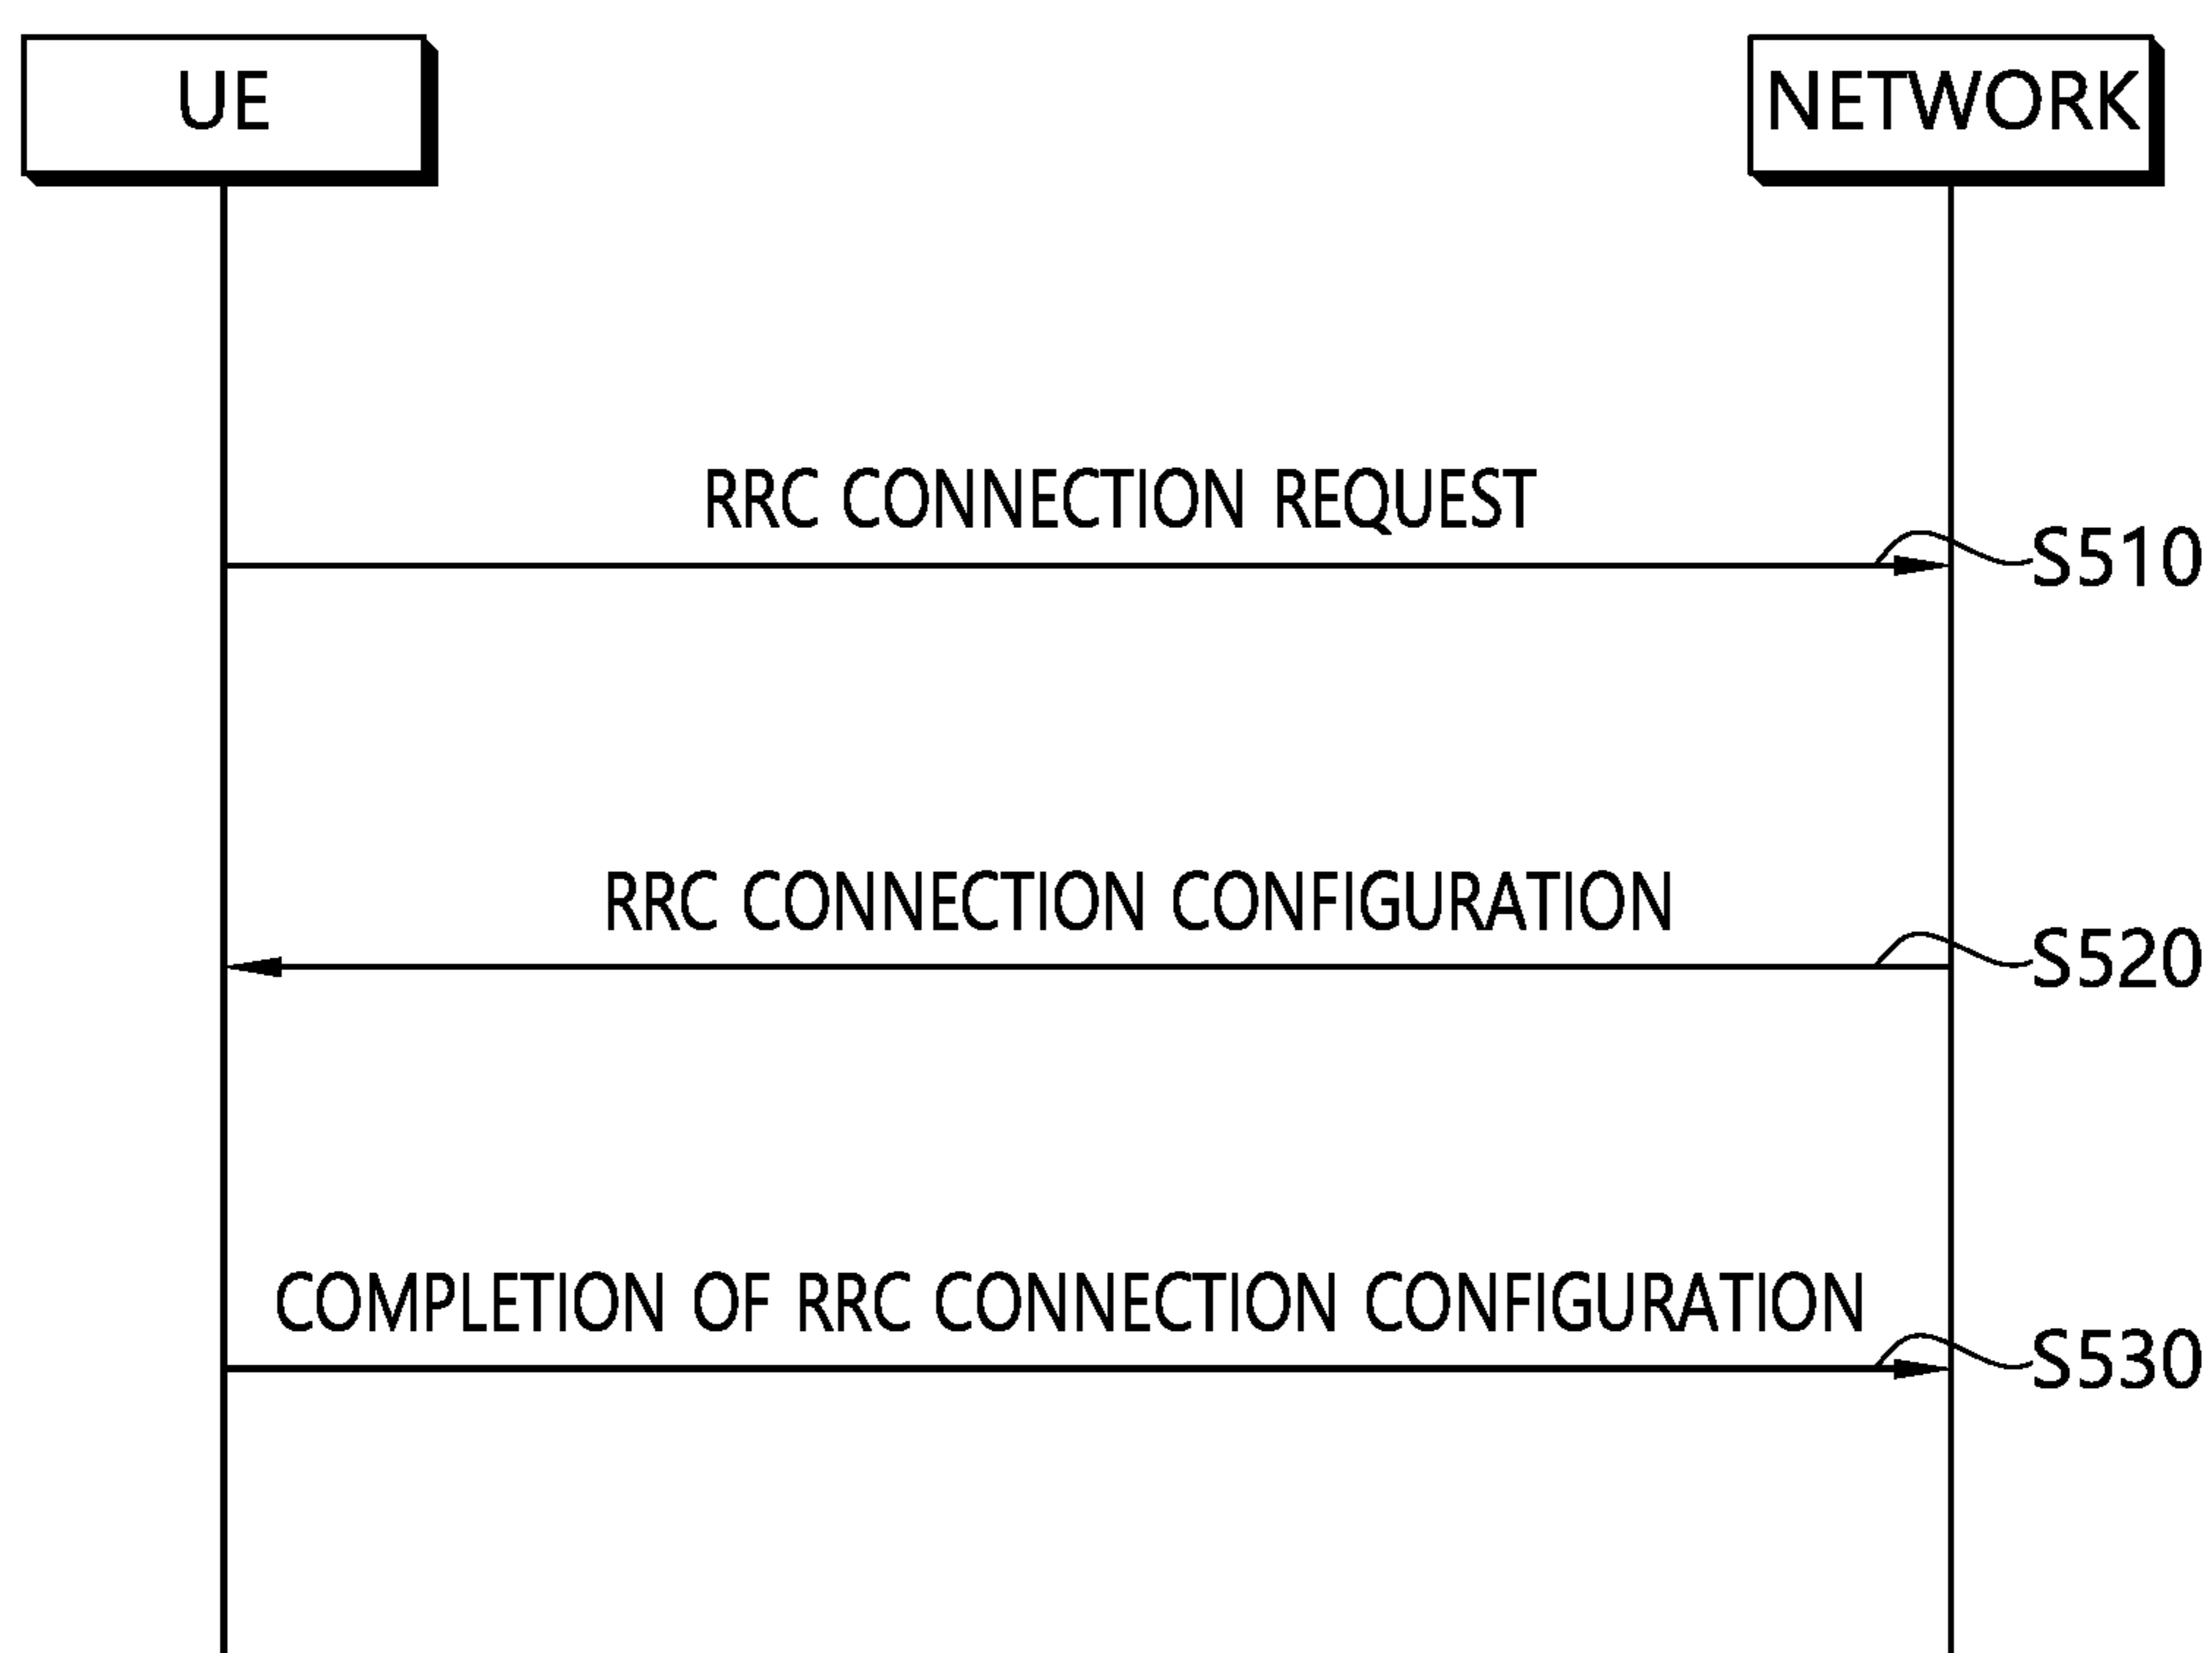 UE
NETWORK
RRC CONNECTION REQUEST
S510
RRC CONNECTION CONFIGURATION
S520
COMPLETION OF RRC CONNECTION CONFIGURATION
S530